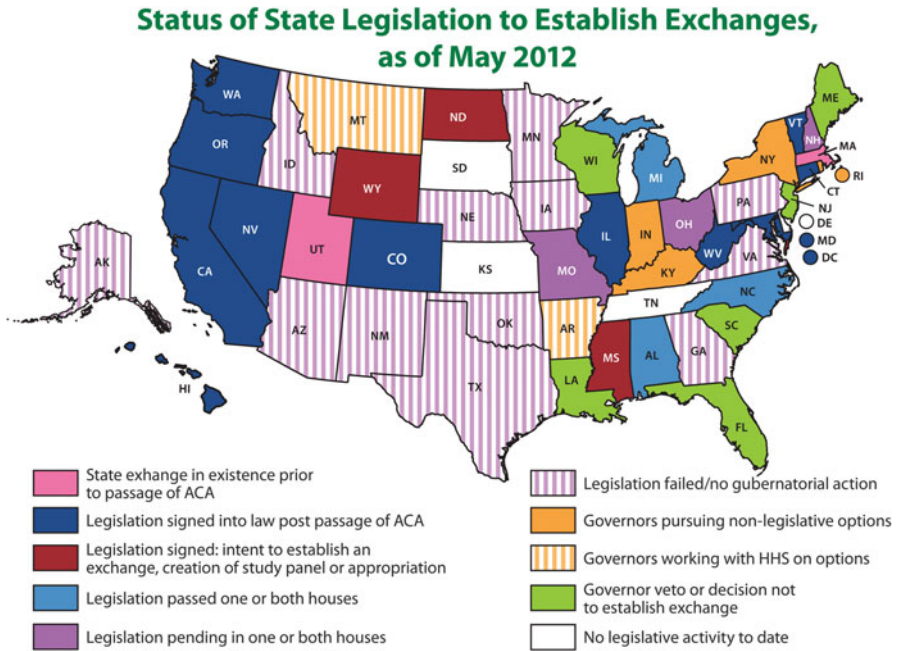 Status of State Legislation to Establish Exchanges,
as of May 2012
WA
OR
CA
NV
ID
MT
WY
UT
CO
AZ
NM
ND
SD
NE
KS
OK
TX
MN
IA
MO
AR
LA
WI
IL
MI
IN
OH
KY
TN
MS
AL
GA
FL
SC
NC
VA
WV
PA
NY
VT
NH
ME
MA
RI
CT
NJ
DE
MD
DC
AK
HI
State exhange in existence prior
to passage of ACA
Legislation signed into law post passage of ACA
Legislation signed: intent to establish an
exchange, creation of study panel or appropriation
Legislation passed one or both houses
Legislation pending in one or both houses
Legislation failed/no gubernatorial action
Governors pursuing non-legislative options
Governors working with HHS on options
Governor veto or decision not
to establish exchange
No legislative activity to date